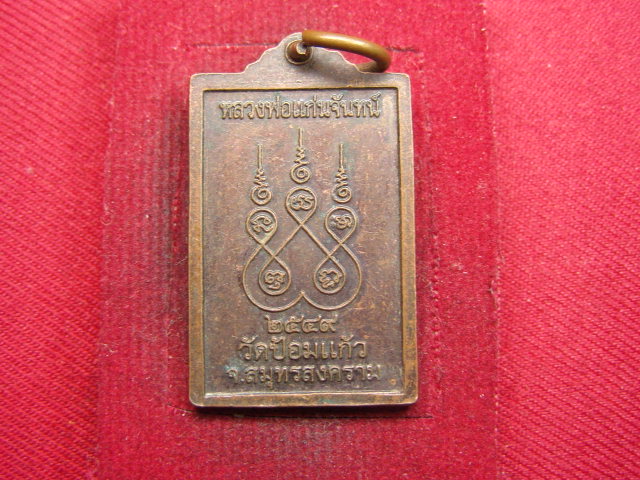 หลวงพ่อแก่นจันทน์
๒๕๔๙
วัดป้อมแก้ว
จ.สมุทรสงคราม